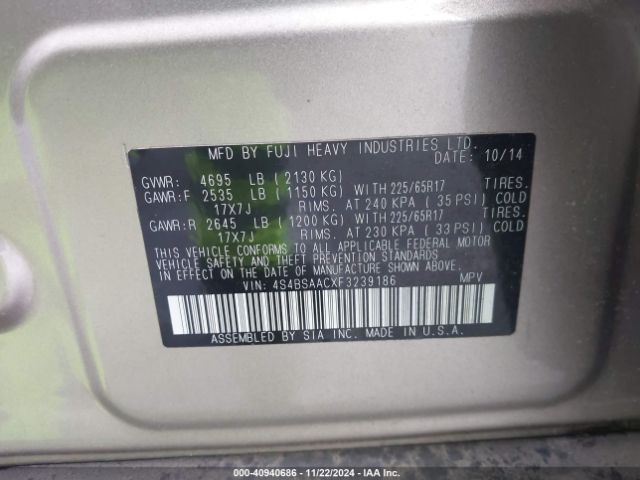 MFD BY FUJI HEAVY INDUSTRIES LTD.
DATE: 10/14
GVWR: 4695 LB (2130 KG)
GAWR:F 2535 LB (1150 KG) WITH 225/65R17 TIRES.
17X7J RIMS. AT 240 KPA ( 35 PSI) COLD
GAWR:R 2645 LB (1200 KG) WITH 225/65R17 TIRES.
17X7J RIMS. AT 230 KPA ( 33 PSI) COLD
THIS VEHICLE CONFORMS TO ALL APPLICABLE FEDERAL MOTOR
VEHICLE SAFETY AND THEFT PREVENTION STANDARDS IN EFFECT
ON THE DATE OF MANUFACTURE SHOWN ABOVE.
VIN: 4S4BSAACXF3239186 MPV
ASSEMBLED BY SIA INC. MADE IN U.S.A.
000-40940686 - 11/22/2024 - IAA Inc.